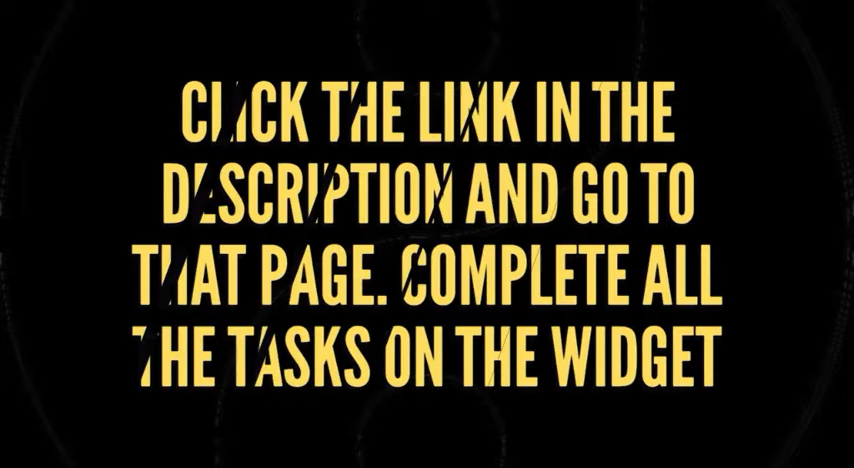 CLICK THE LINK IN THE
DESCRIPTION AND GO TO
THAT PAGE. COMPLETE ALL
THE TASKS ON THE WIDGET